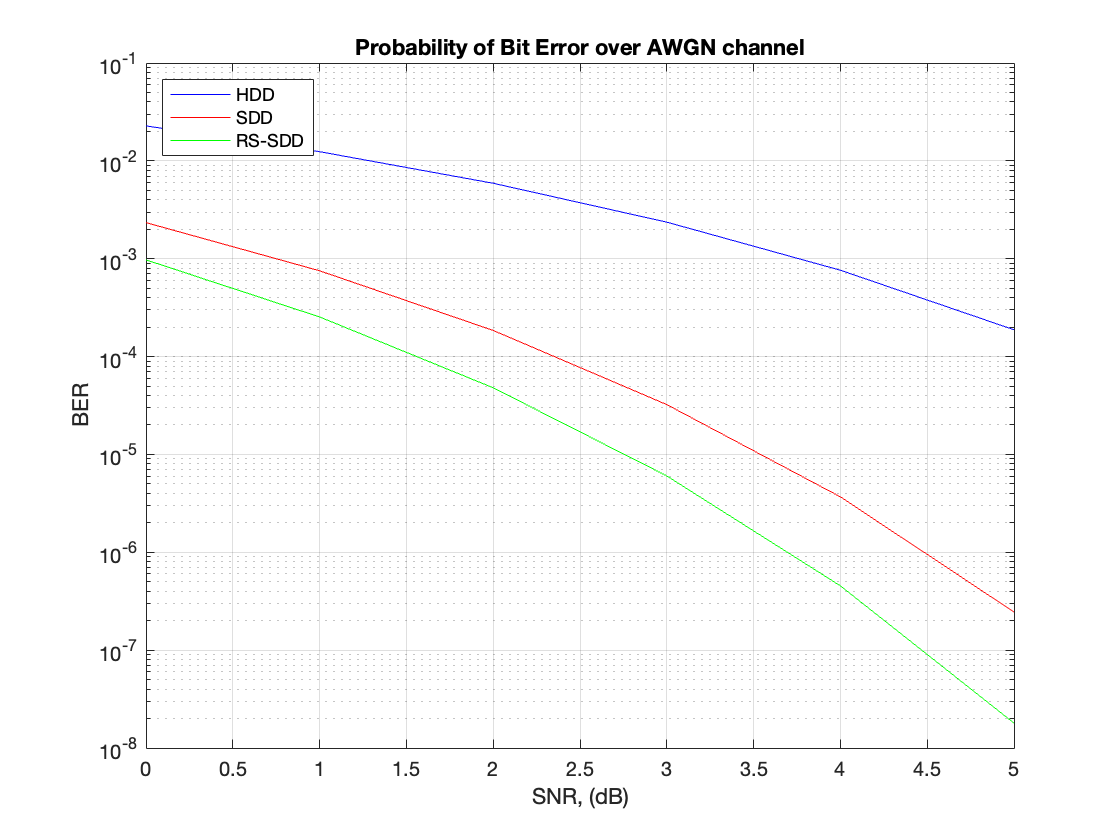 Probability of Bit Error over AWGN channel
HDD
SDD
RS-SDD
10-1
10-2
10-3
10-4
10-5
10-6
10-7
10-8
BER
0 0.5 1 1.5 2 2.5 3 3.5 4 4.5 5
SNR, (dB)